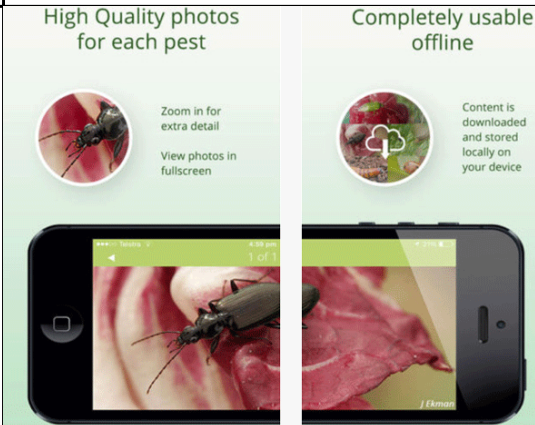 High Quality photos
for each pest
Zoom in for
extra detail
View photos in
fullscreen
Completely usable
offline
Content is
downloaded
and stored
locally on
your device
4:59 pm
1 of 1
31%
J Ekman